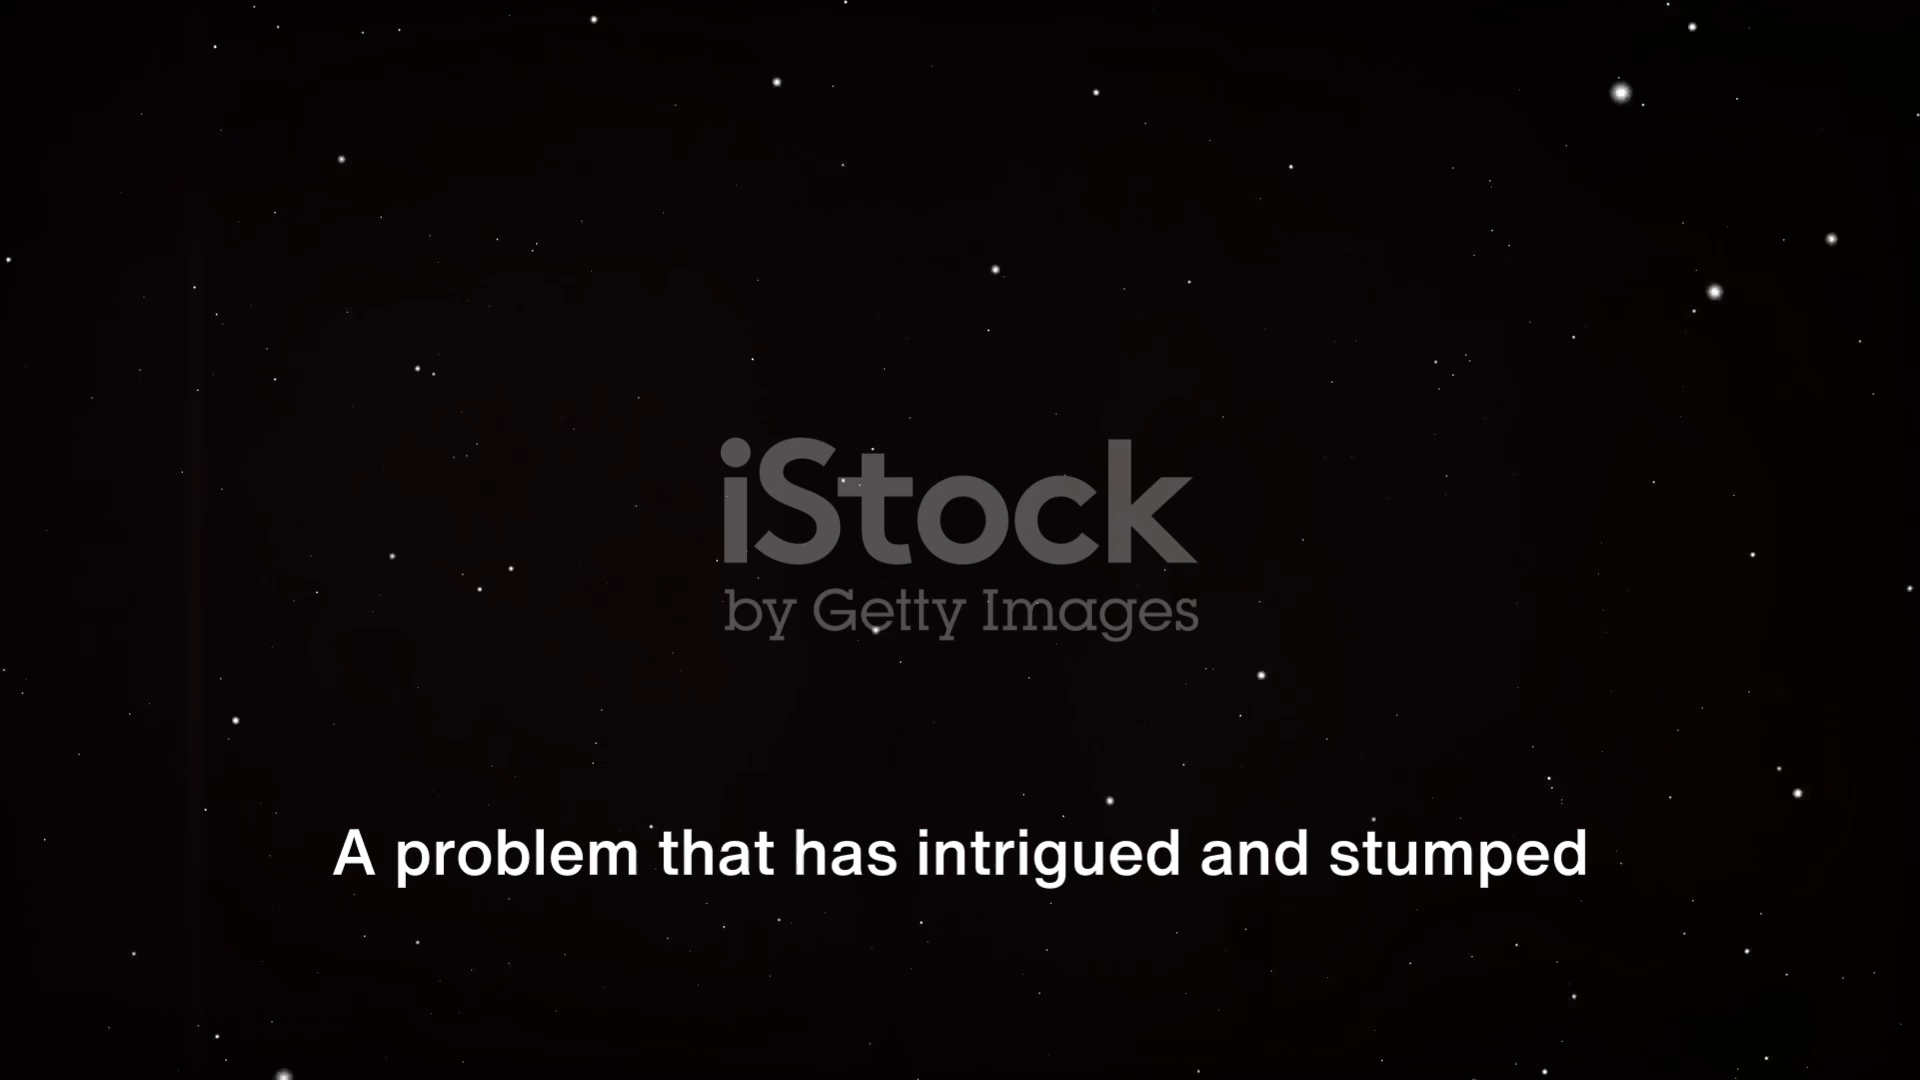 iStock
by Getty Images
A problem that has intrigued and stumped